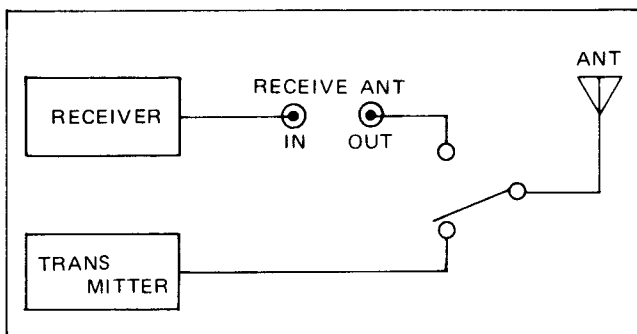 ANT
RECEIVE ANT
RECEIVER
IN
OUT
TRANS
MITTER